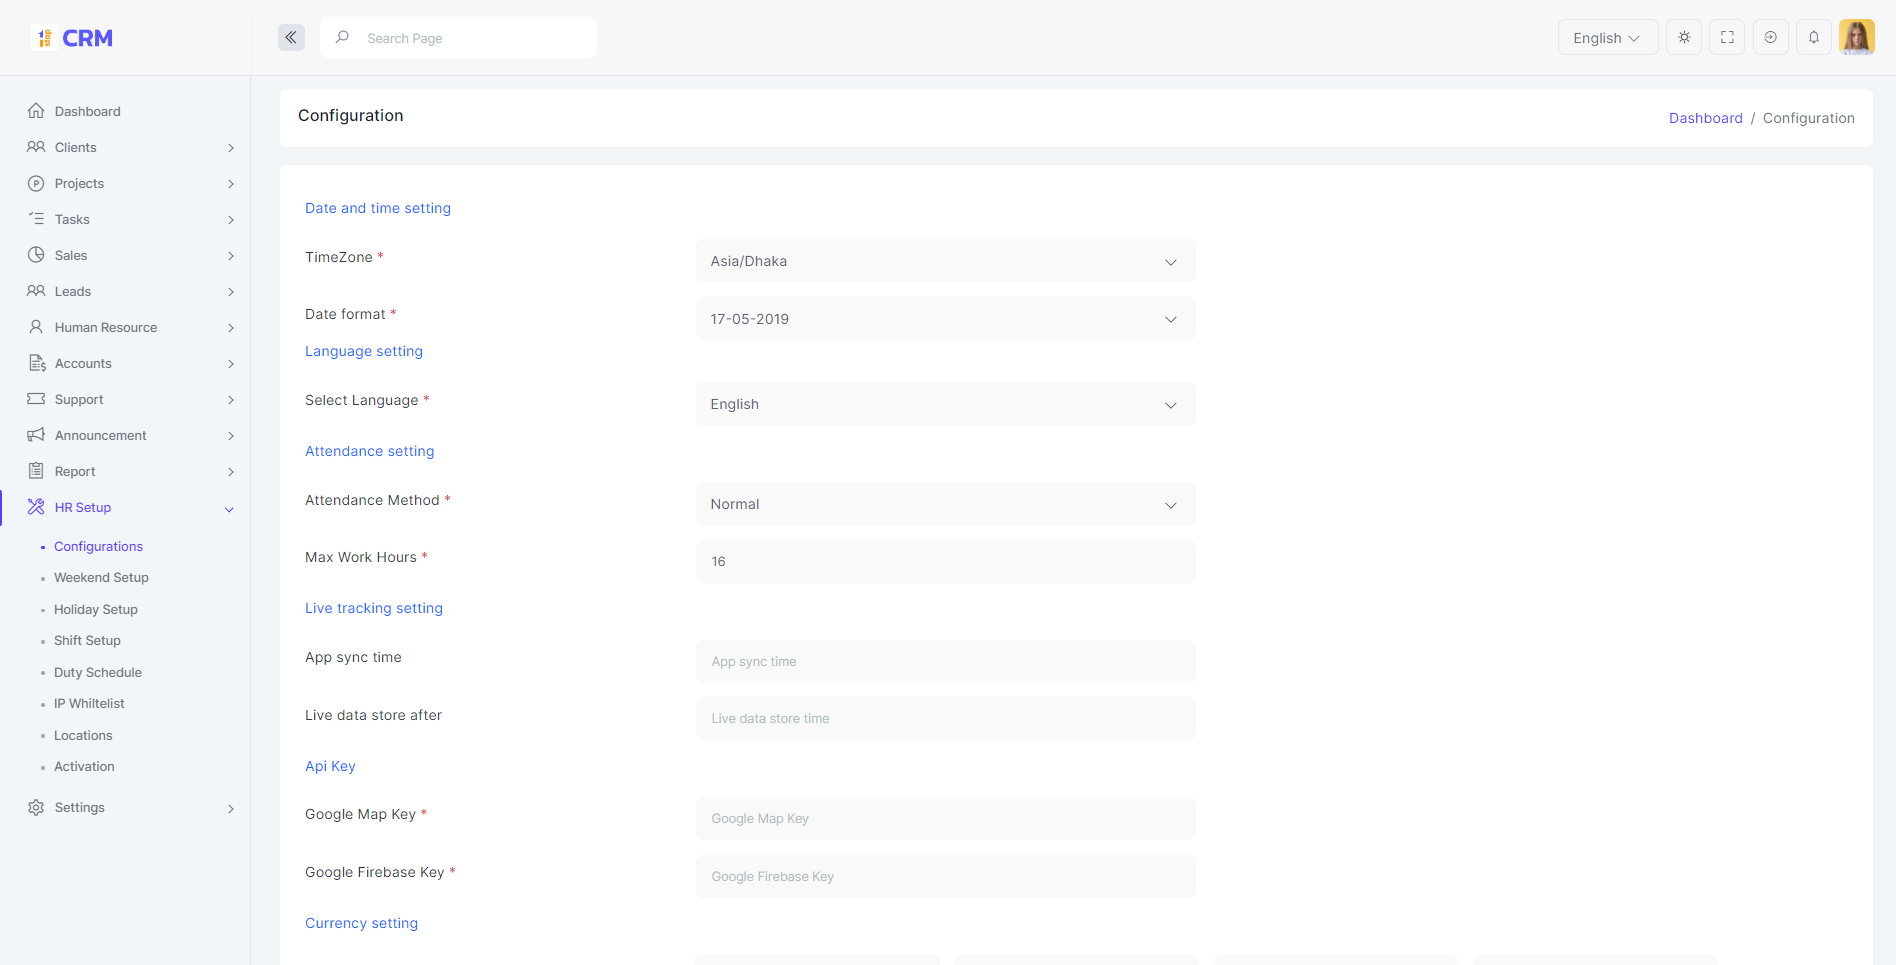 1stop CRM
Search Page
English
Dashboard
Clients
Projects
Tasks
Sales
Leads
Human Resource
Accounts
Support
Announcement
Report
HR Setup
Configurations
Weekend Setup
Holiday Setup
Shift Setup
Duty Schedule
IP Whiltelist
Locations
Activation
Settings
Configuration
Dashboard / Configuration
Date and time setting
TimeZone * Asia/Dhaka
Date format * 17-05-2019
Language setting
Select Language * English
Attendance setting
Attendance Method * Normal
Max Work Hours * 16
Live tracking setting
App sync time App sync time
Live data store after Live data store time
Api Key
Google Map Key * Google Map Key
Google Firebase Key * Google Firebase Key
Currency setting